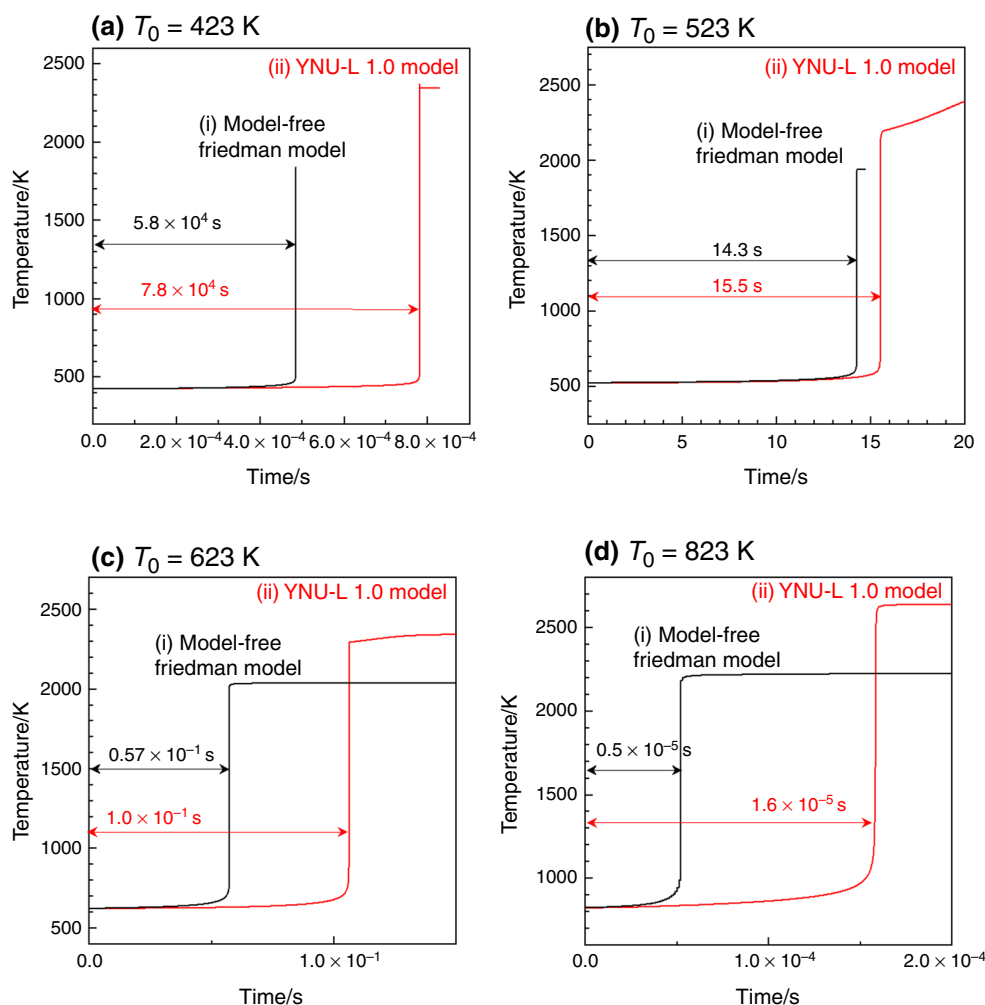 (a) T₀ = 423 K
(ii) YNU-L 1.0 model
(i) Model-free
friedman model
5.8 × 10⁴ s
7.8 × 10⁴ s
2500
2000
1500
1000
500
Temperature/K
0.0 2.0 × 10⁻⁴ 4.0 × 10⁻⁴ 6.0 × 10⁻⁴ 8.0 × 10⁻⁴
Time/s
(b) T₀ = 523 K
(ii) YNU-L 1.0 model
(i) Model-free
friedman model
14.3 s
15.5 s
2500
2000
1500
1000
500
Temperature/K
0 5 10 15 20
Time/s
(c) T₀ = 623 K
(ii) YNU-L 1.0 model
(i) Model-free
friedman model
0.57 × 10⁻¹ s
1.0 × 10⁻¹ s
2500
2000
1500
1000
500
Temperature/K
0.0 1.0 × 10⁻¹
Time/s
(d) T₀ = 823 K
(ii) YNU-L 1.0 model
(i) Model-free
friedman model
0.5 × 10⁻⁵ s
1.6 × 10⁻⁵ s
2500
2000
1500
1000
Temperature/K
0.0 1.0 × 10⁻⁴ 2.0 × 10⁻⁴
Time/s